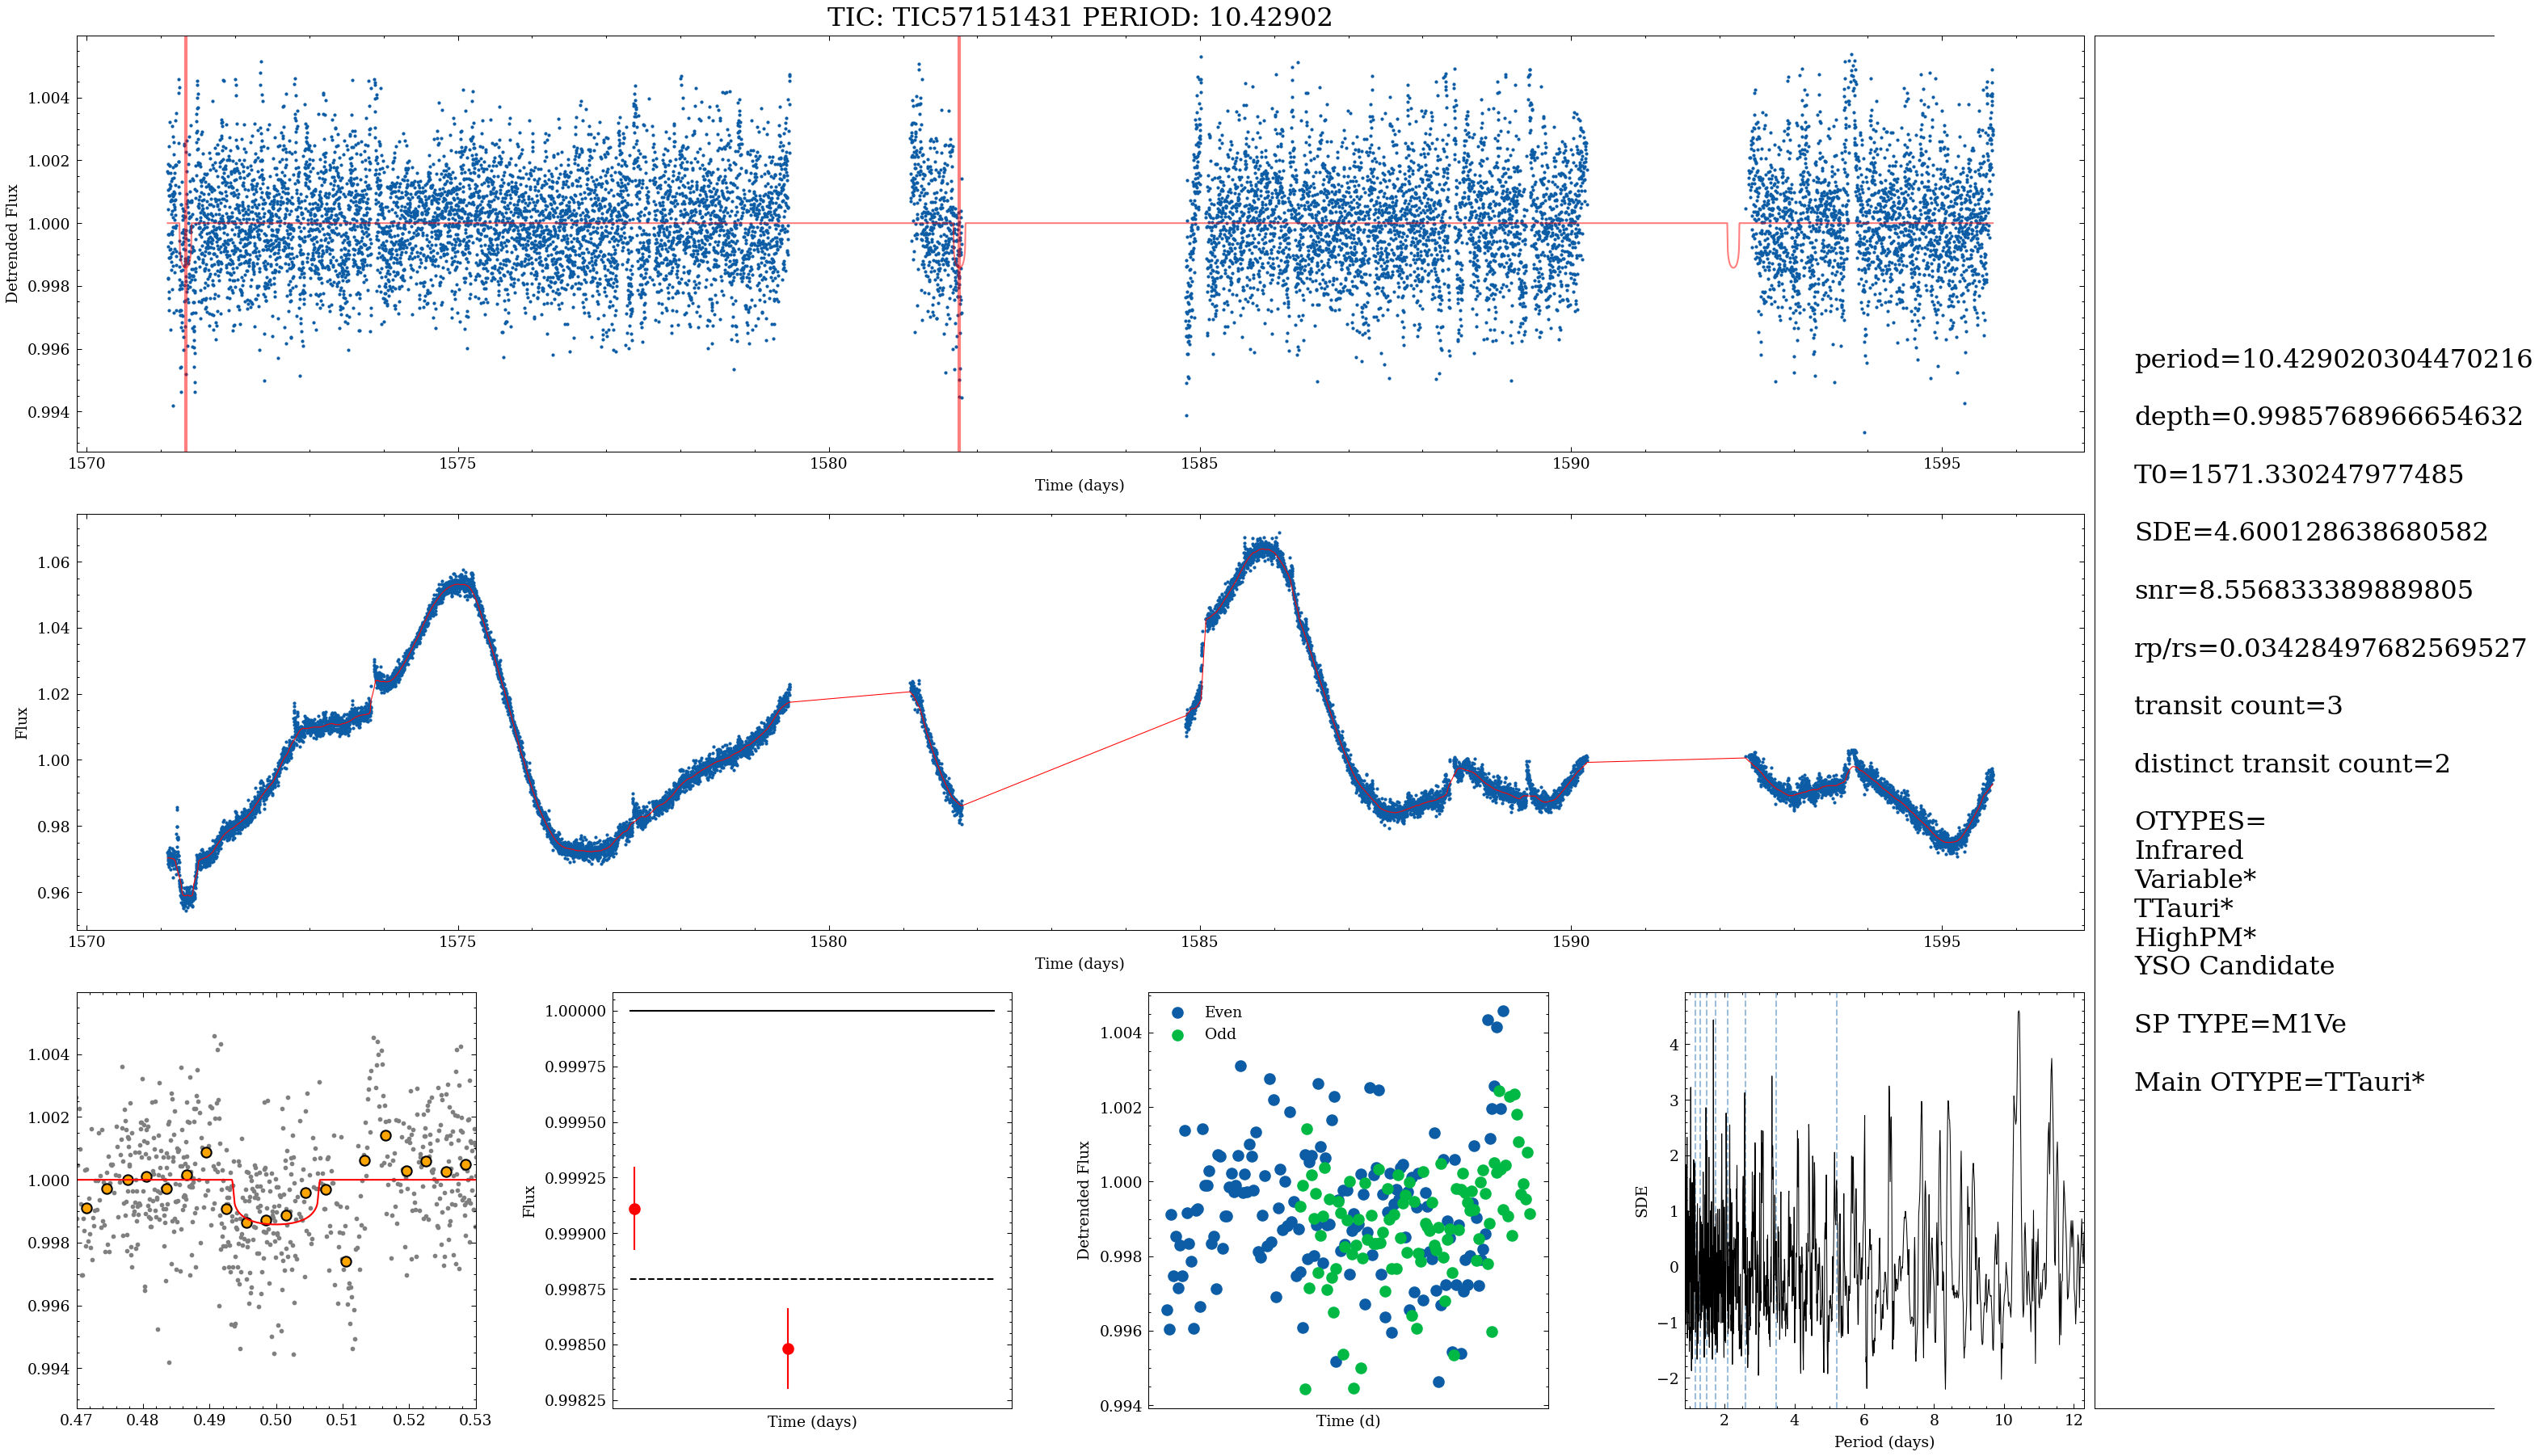 TIC: TIC57151431 PERIOD: 10.42902
1.004
1.002
1.000
0.998
0.996
0.994
Detrended Flux
1570
1575
1580
1585
1590
1595
Time (days)
1.06
1.04
1.02
1.00
0.98
0.96
Flux
1570
1575
1580
1585
1590
1595
Time (days)
1.004
1.002
1.000
0.998
0.996
0.994
0.47
0.48
0.49
0.50
0.51
0.52
0.53
1.00000
0.99975
0.99950
0.99925
0.99900
0.99875
0.99850
0.99825
Flux
Time (days)
Even
Odd
1.004
1.002
1.000
0.998
0.996
0.994
Detrended Flux
Time (d)
4
3
2
1
0
−1
−2
SDE
2
4
6
8
10
12
Period (days)
period=10.429020304470216
depth=0.9985768966654632
T0=1571.330247977485
SDE=4.600128638680582
snr=8.556833389889805
rp/rs=0.03428497682569527
transit count=3
distinct transit count=2
OTYPES=
Infrared
Variable*
TTauri*
HighPM*
YSO Candidate
SP TYPE=M1Ve
Main OTYPE=TTauri*